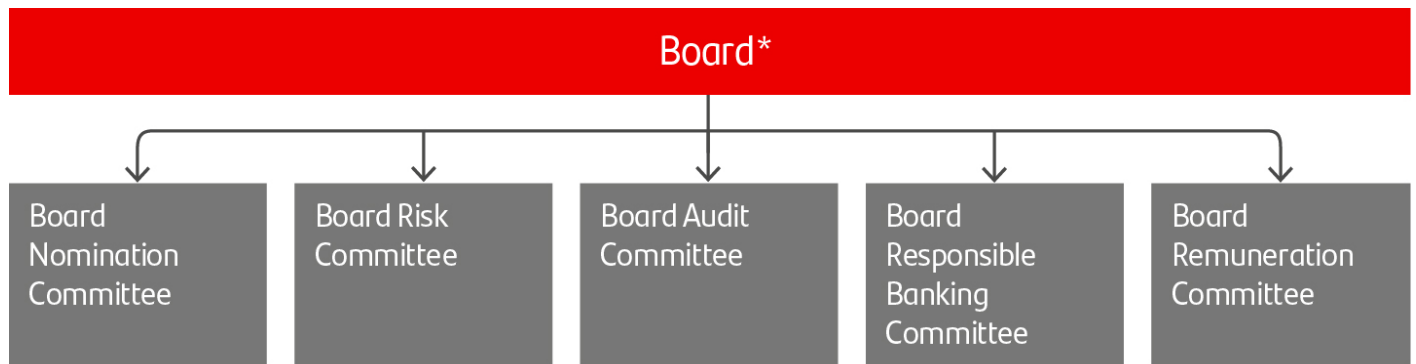 Board*
Board
Nomination
Committee
Board Risk
Committee
Board Audit
Committee
Board
Responsible
Banking
Committee
Board
Remuneration
Committee